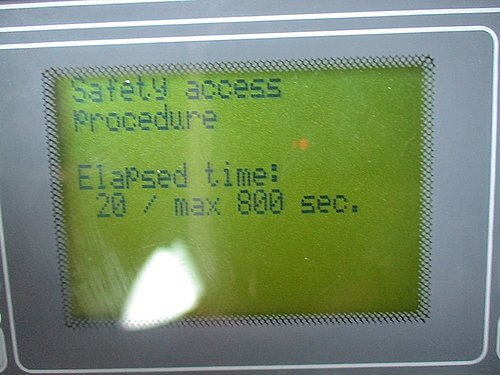 Safety access
Procedure
Elapsed time:
20 / max 800 sec.